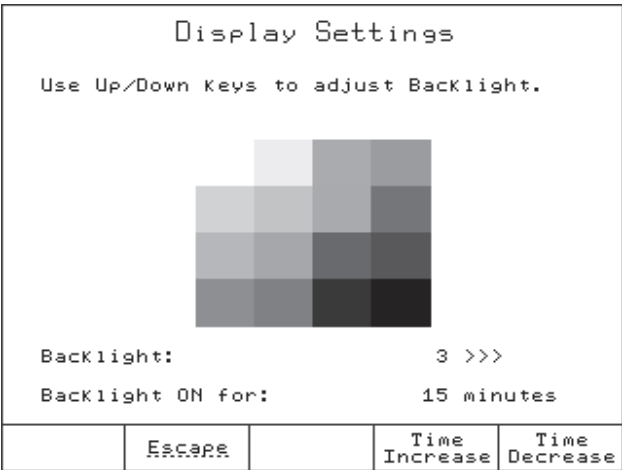 Display Settings
Use Up/Down Keys to adjust Backlight.
Backlight: 3 >>>
Backlight ON for: 15 minutes
Escape
Time Increase
Time Decrease